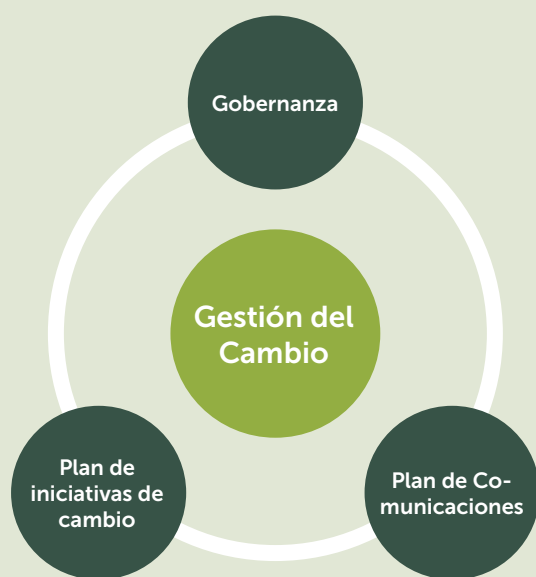 Gobernanza
Gestión del
Cambio
Plan de
iniciativas de
cambio
Plan de Co-
municaciones